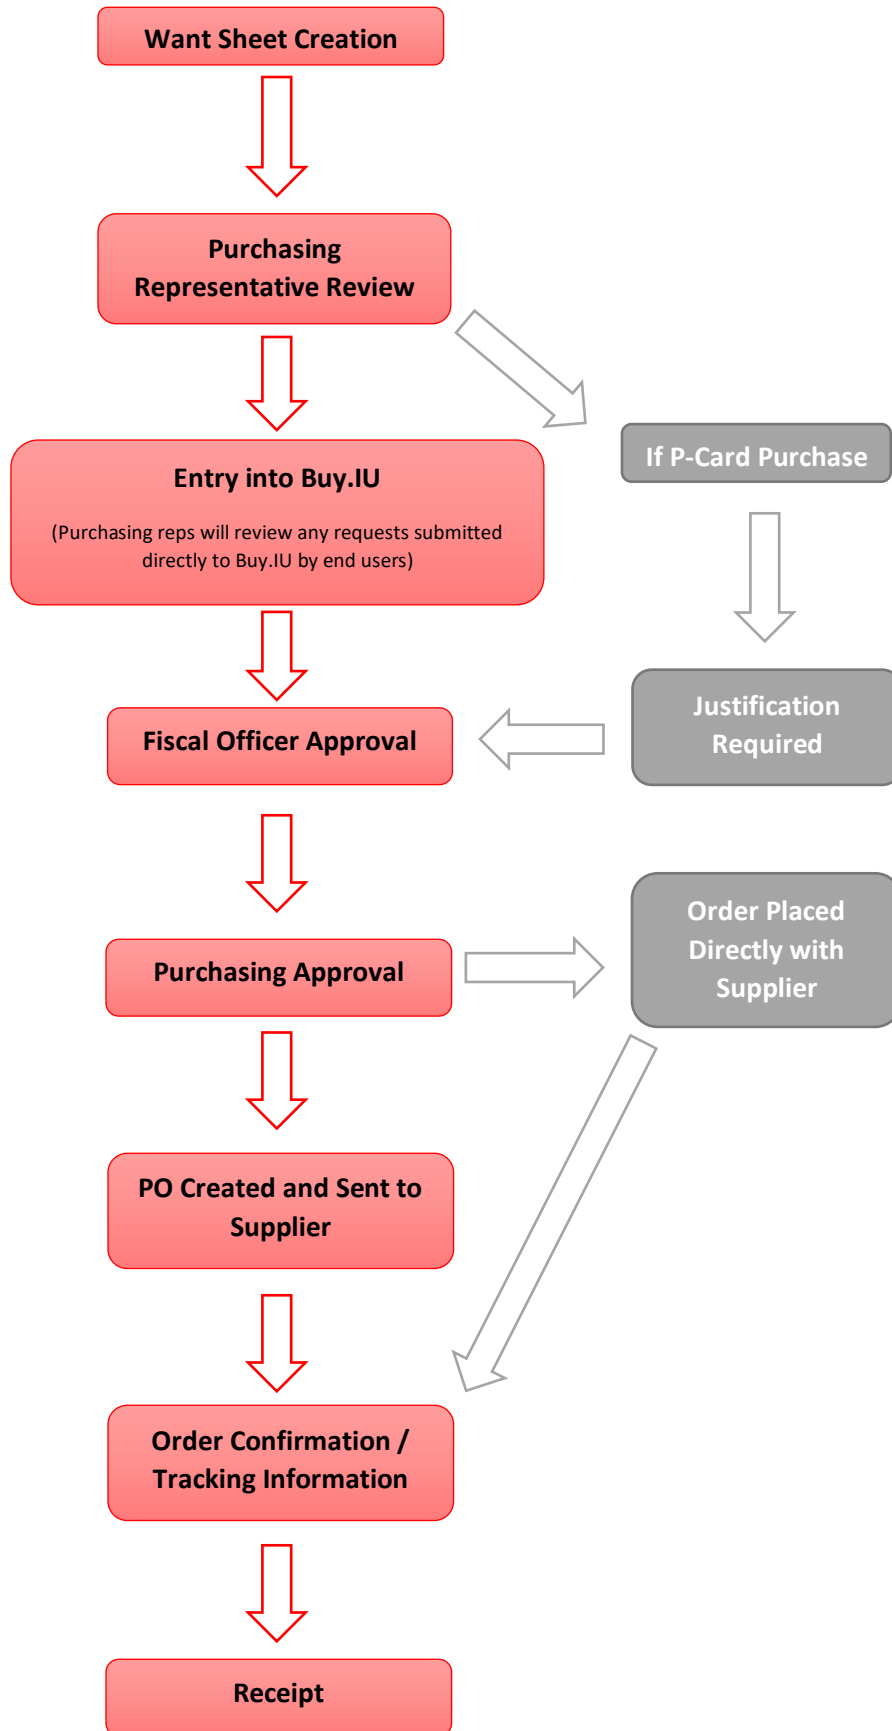 Want Sheet Creation
Purchasing
Representative Review
If P-Card Purchase
Entry into Buy.IU
(Purchasing reps will review any requests submitted
directly to Buy.IU by end users)
Justification
Required
Fiscal Officer Approval
Order Placed
Directly with
Supplier
Purchasing Approval
PO Created and Sent to
Supplier
Order Confirmation /
Tracking Information
Receipt